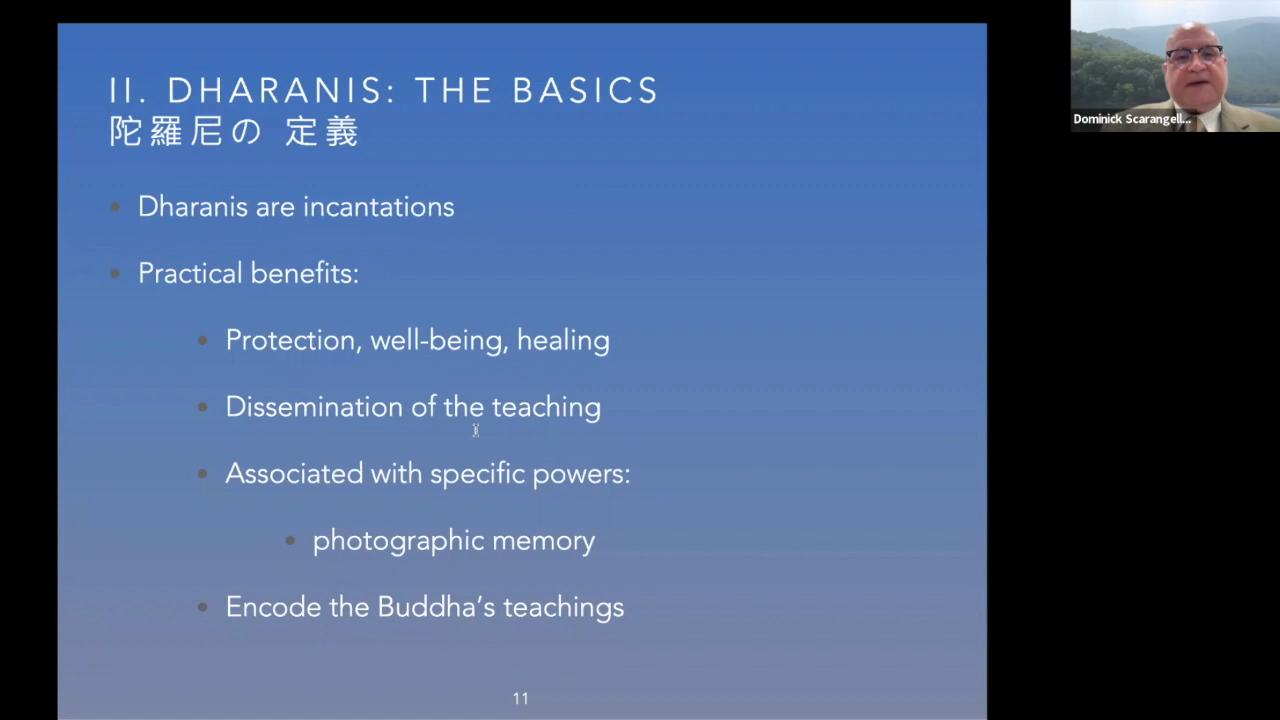 II. DHARANIS: THE BASICS
陀羅尼の 定義
Dharanis are incantations
Practical benefits:
Protection, well-being, healing
Dissemination of the teaching
Associated with specific powers:
photographic memory
Encode the Buddha's teachings
11
Dominick Scarangell...